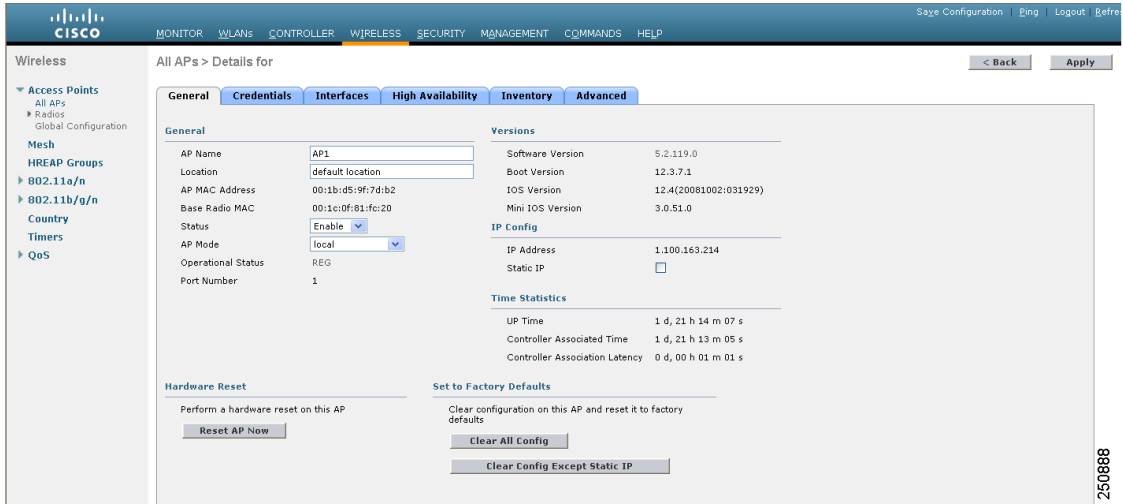 Save Configuration | Ping | Logout | Refre
CISCO
MONITOR WLANs CONTROLLER WIRELESS SECURITY MANAGEMENT COMMANDS HELP
Wireless
All APs > Details for
< Back
Apply
Access Points
All APs
Radios
Global Configuration
Mesh
HREAP Groups
802.11a/n
802.11b/g/n
Country
Timers
QoS
General Credentials Interfaces High Availability Inventory Advanced
General
AP Name AP1
Location default location
AP MAC Address 00:1b:d5:9f:7d:b2
Base Radio MAC 00:1c:0f:81:fc:20
Status Enable
AP Mode local
Operational Status REG
Port Number 1
Versions
Software Version 5.2.119.0
Boot Version 12.3.7.1
IOS Version 12.4(20081002:031929)
Mini IOS Version 3.0.51.0
IP Config
IP Address 1.100.163.214
Static IP
Time Statistics
UP Time 1 d, 21 h 14 m 07 s
Controller Associated Time 1 d, 21 h 13 m 05 s
Controller Association Latency 0 d, 00 h 01 m 01 s
Hardware Reset
Perform a hardware reset on this AP
Reset AP Now
Set to Factory Defaults
Clear configuration on this AP and reset it to factory
defaults
Clear All Config
Clear Config Except Static IP
250888